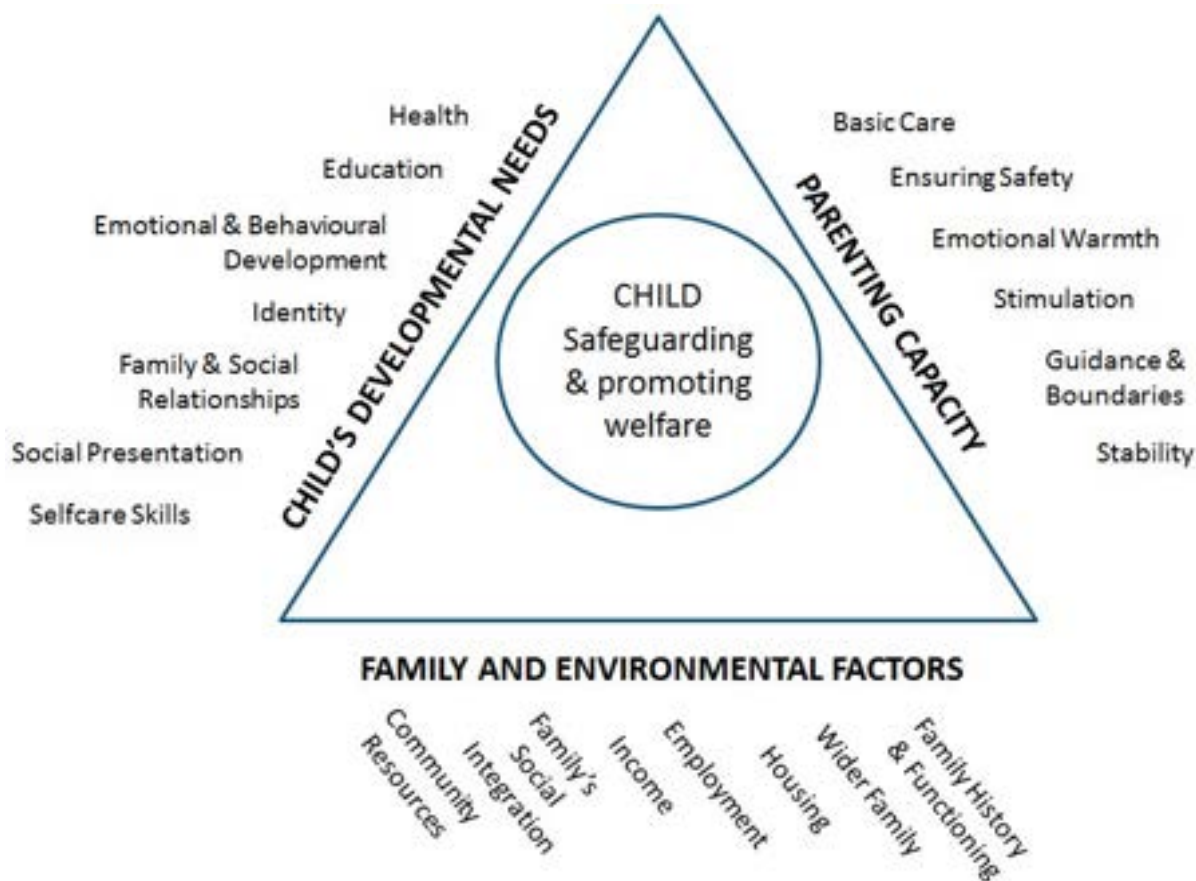 Health
Education
Emotional & Behavioural
Development
Identity
Family & Social
Relationships
Social Presentation
Selfcare Skills
CHILD'S DEVELOPMENTAL NEEDS
CHILD
Safeguarding
& promoting
welfare
PARENTING CAPACITY
Basic Care
Ensuring Safety
Emotional Warmth
Stimulation
Guidance &
Boundaries
Stability
FAMILY AND ENVIRONMENTAL FACTORS
Community
Resources
Family's
Social
Integration
Income
Employment
Housing
Wider Family
Family History
& Functioning